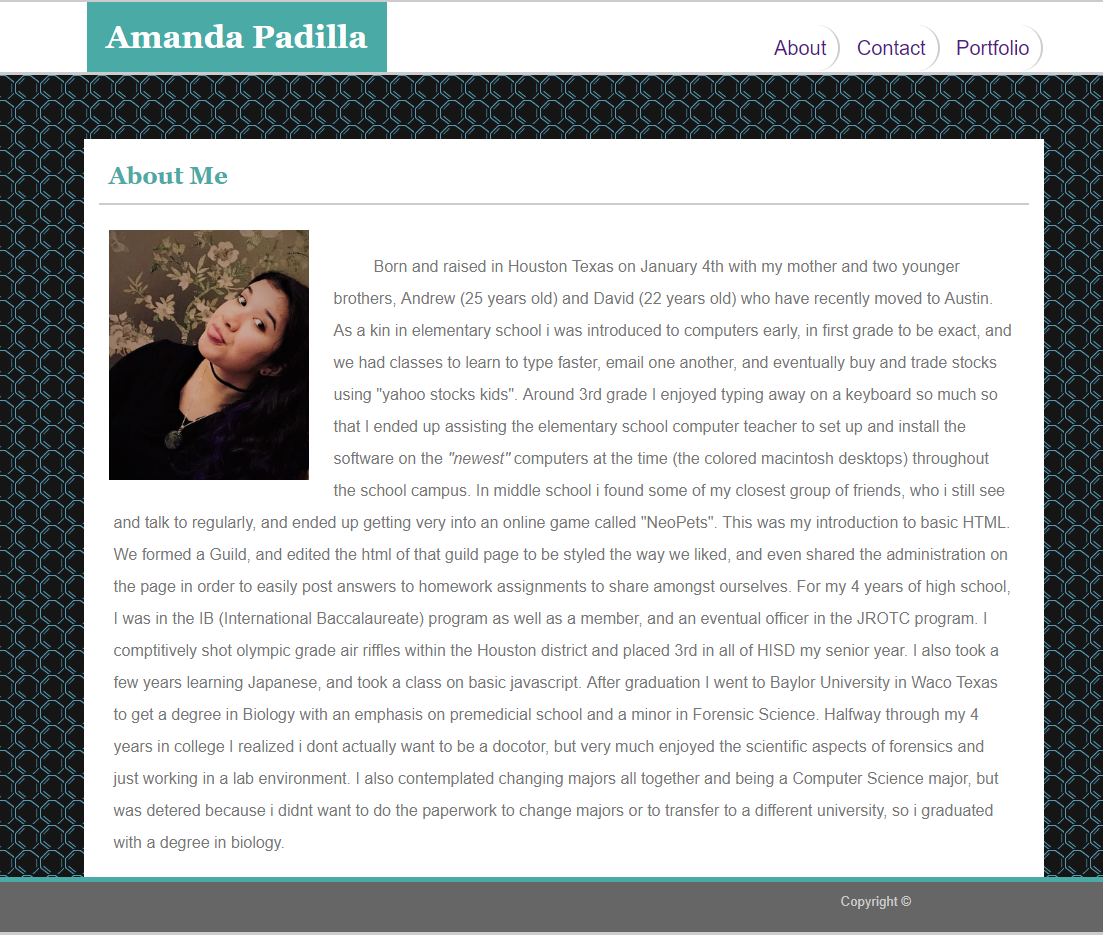 Amanda Padilla
About Contact Portfolio
About Me
Born and raised in Houston Texas on January 4th with my mother and two younger
brothers, Andrew (25 years old) and David (22 years old) who have recently moved to Austin.
As a kin in elementary school i was introduced to computers early, in first grade to be exact, and
we had classes to learn to type faster, email one another, and eventually buy and trade stocks
using "yahoo stocks kids". Around 3rd grade I enjoyed typing away on a keyboard so much so
that I ended up assisting the elementary school computer teacher to set up and install the
software on the "newest" computers at the time (the colored macintosh desktops) throughout
the school campus. In middle school i found some of my closest group of friends, who i still see
and talk to regularly, and ended up getting very into an online game called "NeoPets". This was my introduction to basic HTML.
We formed a Guild, and edited the html of that guild page to be styled the way we liked, and even shared the administration on
the page in order to easily post answers to homework assignments to share amongst ourselves. For my 4 years of high school,
I was in the IB (International Baccalaureate) program as well as a member, and an eventual officer in the JROTC program. I
comptitively shot olympic grade air riffles within the Houston district and placed 3rd in all of HISD my senior year. I also took a
few years learning Japanese, and took a class on basic javascript. After graduation I went to Baylor University in Waco Texas
to get a degree in Biology with an emphasis on premedicial school and a minor in Forensic Science. Halfway through my 4
years in college I realized i dont actually want to be a docotor, but very much enjoyed the scientific aspects of forensics and
just working in a lab environment. I also contemplated changing majors all together and being a Computer Science major, but
was detered because i didnt want to do the paperwork to change majors or to transfer to a different university, so i graduated
with a degree in biology.
Copyright ©